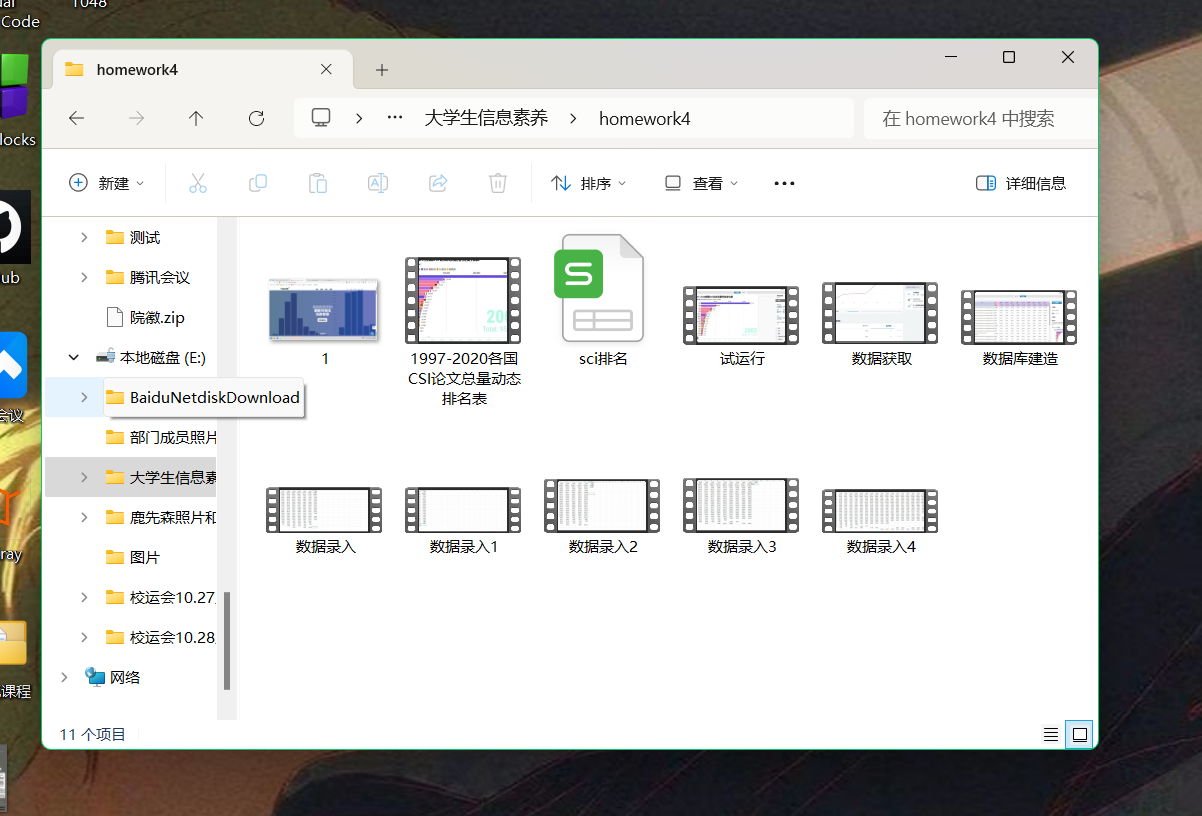 1048
Code
locks
ub
会议
ray
课程
homework4
大学生信息素养
homework4
在 homework4 中搜索
新建
排序
查看
详细信息
测试
腾讯会议
院徽.zip
本地磁盘 (E:)
BaiduNetdiskDownload
部门成员照片
大学生信息素
鹿先森照片和
图片
校运会10.27
校运会10.28
网络
1
1997-2020各国
CSI论文总量动态
排名表
S
sci排名
试运行
数据获取
数据库建造
数据录入
数据录入1
数据录入2
数据录入3
数据录入4
11 个项目